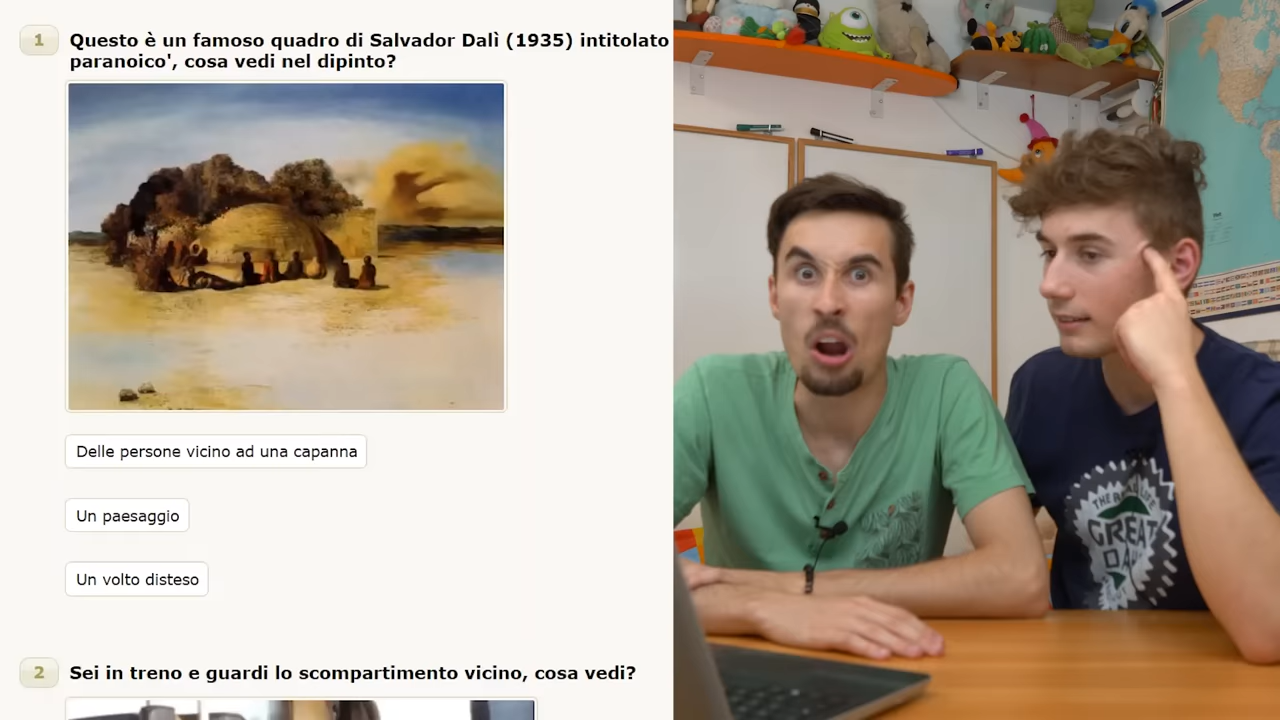 1
Questo è un famoso quadro di Salvador Dalì (1935) intitolato
paranoico', cosa vedi nel dipinto?
Delle persone vicino ad una capanna
Un paesaggio
Un volto disteso
2
Sei in treno e guardi lo scompartimento vicino, cosa vedi?
GREAT